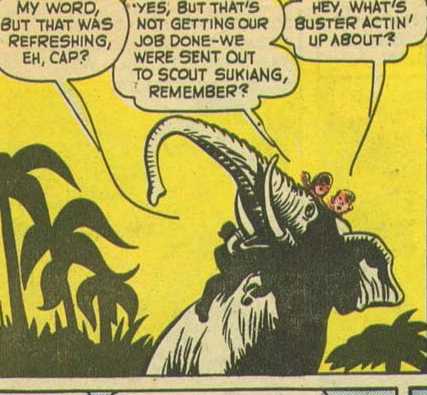 MY WORD,
BUT THAT WAS
REFRESHING,
EH, CAP?
YES, BUT THAT'S
NOT GETTING OUR
JOB DONE-WE
WERE SENT OUT
TO SCOUT SUKIANG,
REMEMBER?
HEY, WHAT'S
BUSTER ACTIN'
UP ABOUT?